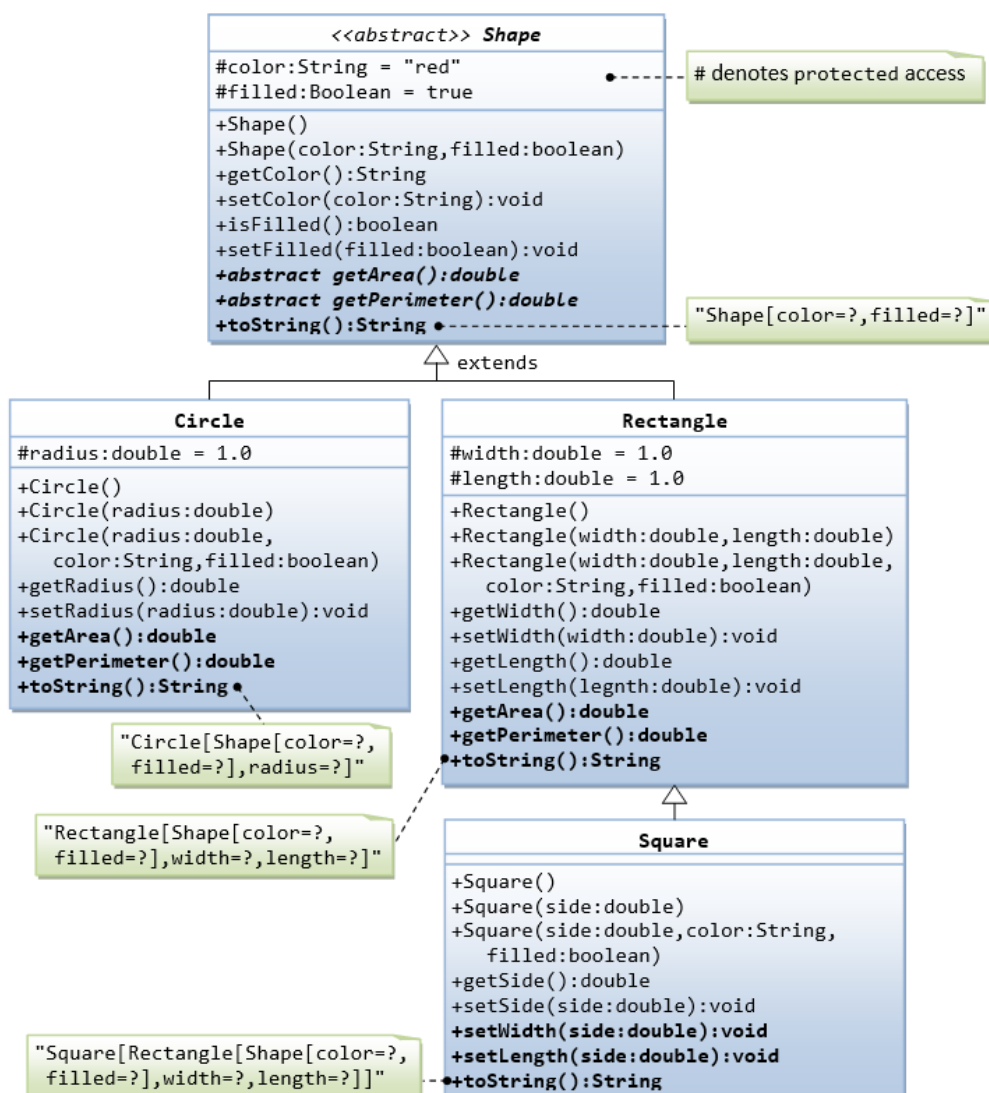 <<abstract>> Shape
#color:String = "red"
#filled:Boolean = true
# denotes protected access
+Shape()
+Shape(color:String,filled:boolean)
+getColor():String
+setColor(color:String):void
+isFilled():boolean
+setFilled(filled:boolean):void
+abstract getArea():double
+abstract getPerimeter():double
+toString():String
"Shape[color=?,filled=?]"
extends
Circle
#radius:double = 1.0
+Circle()
+Circle(radius:double)
+Circle(radius:double,
color:String,filled:boolean)
+getRadius():double
+setRadius(radius:double):void
+getArea():double
+getPerimeter():double
+toString():String
"Circle[Shape[color=?,
filled=?],radius=?]"
Rectangle
#width:double = 1.0
#length:double = 1.0
+Rectangle()
+Rectangle(width:double,length:double)
+Rectangle(width:double,length:double,
color:String,filled:boolean)
+getWidth():double
+setWidth(width:double):void
+getLength():double
+setLength(legnth:double):void
+getArea():double
+getPerimeter():double
+toString():String
"Rectangle[Shape[color=?,
filled=?],width=?,length=?]"
Square
+Square()
+Square(side:double)
+Square(side:double,color:String,
filled:boolean)
+getSide():double
+setSide(side:double):void
+setWidth(side:double):void
+setLength(side:double):void
+toString():String
"Square[Rectangle[Shape[color=?,
filled=?],width=?,length=?]]"